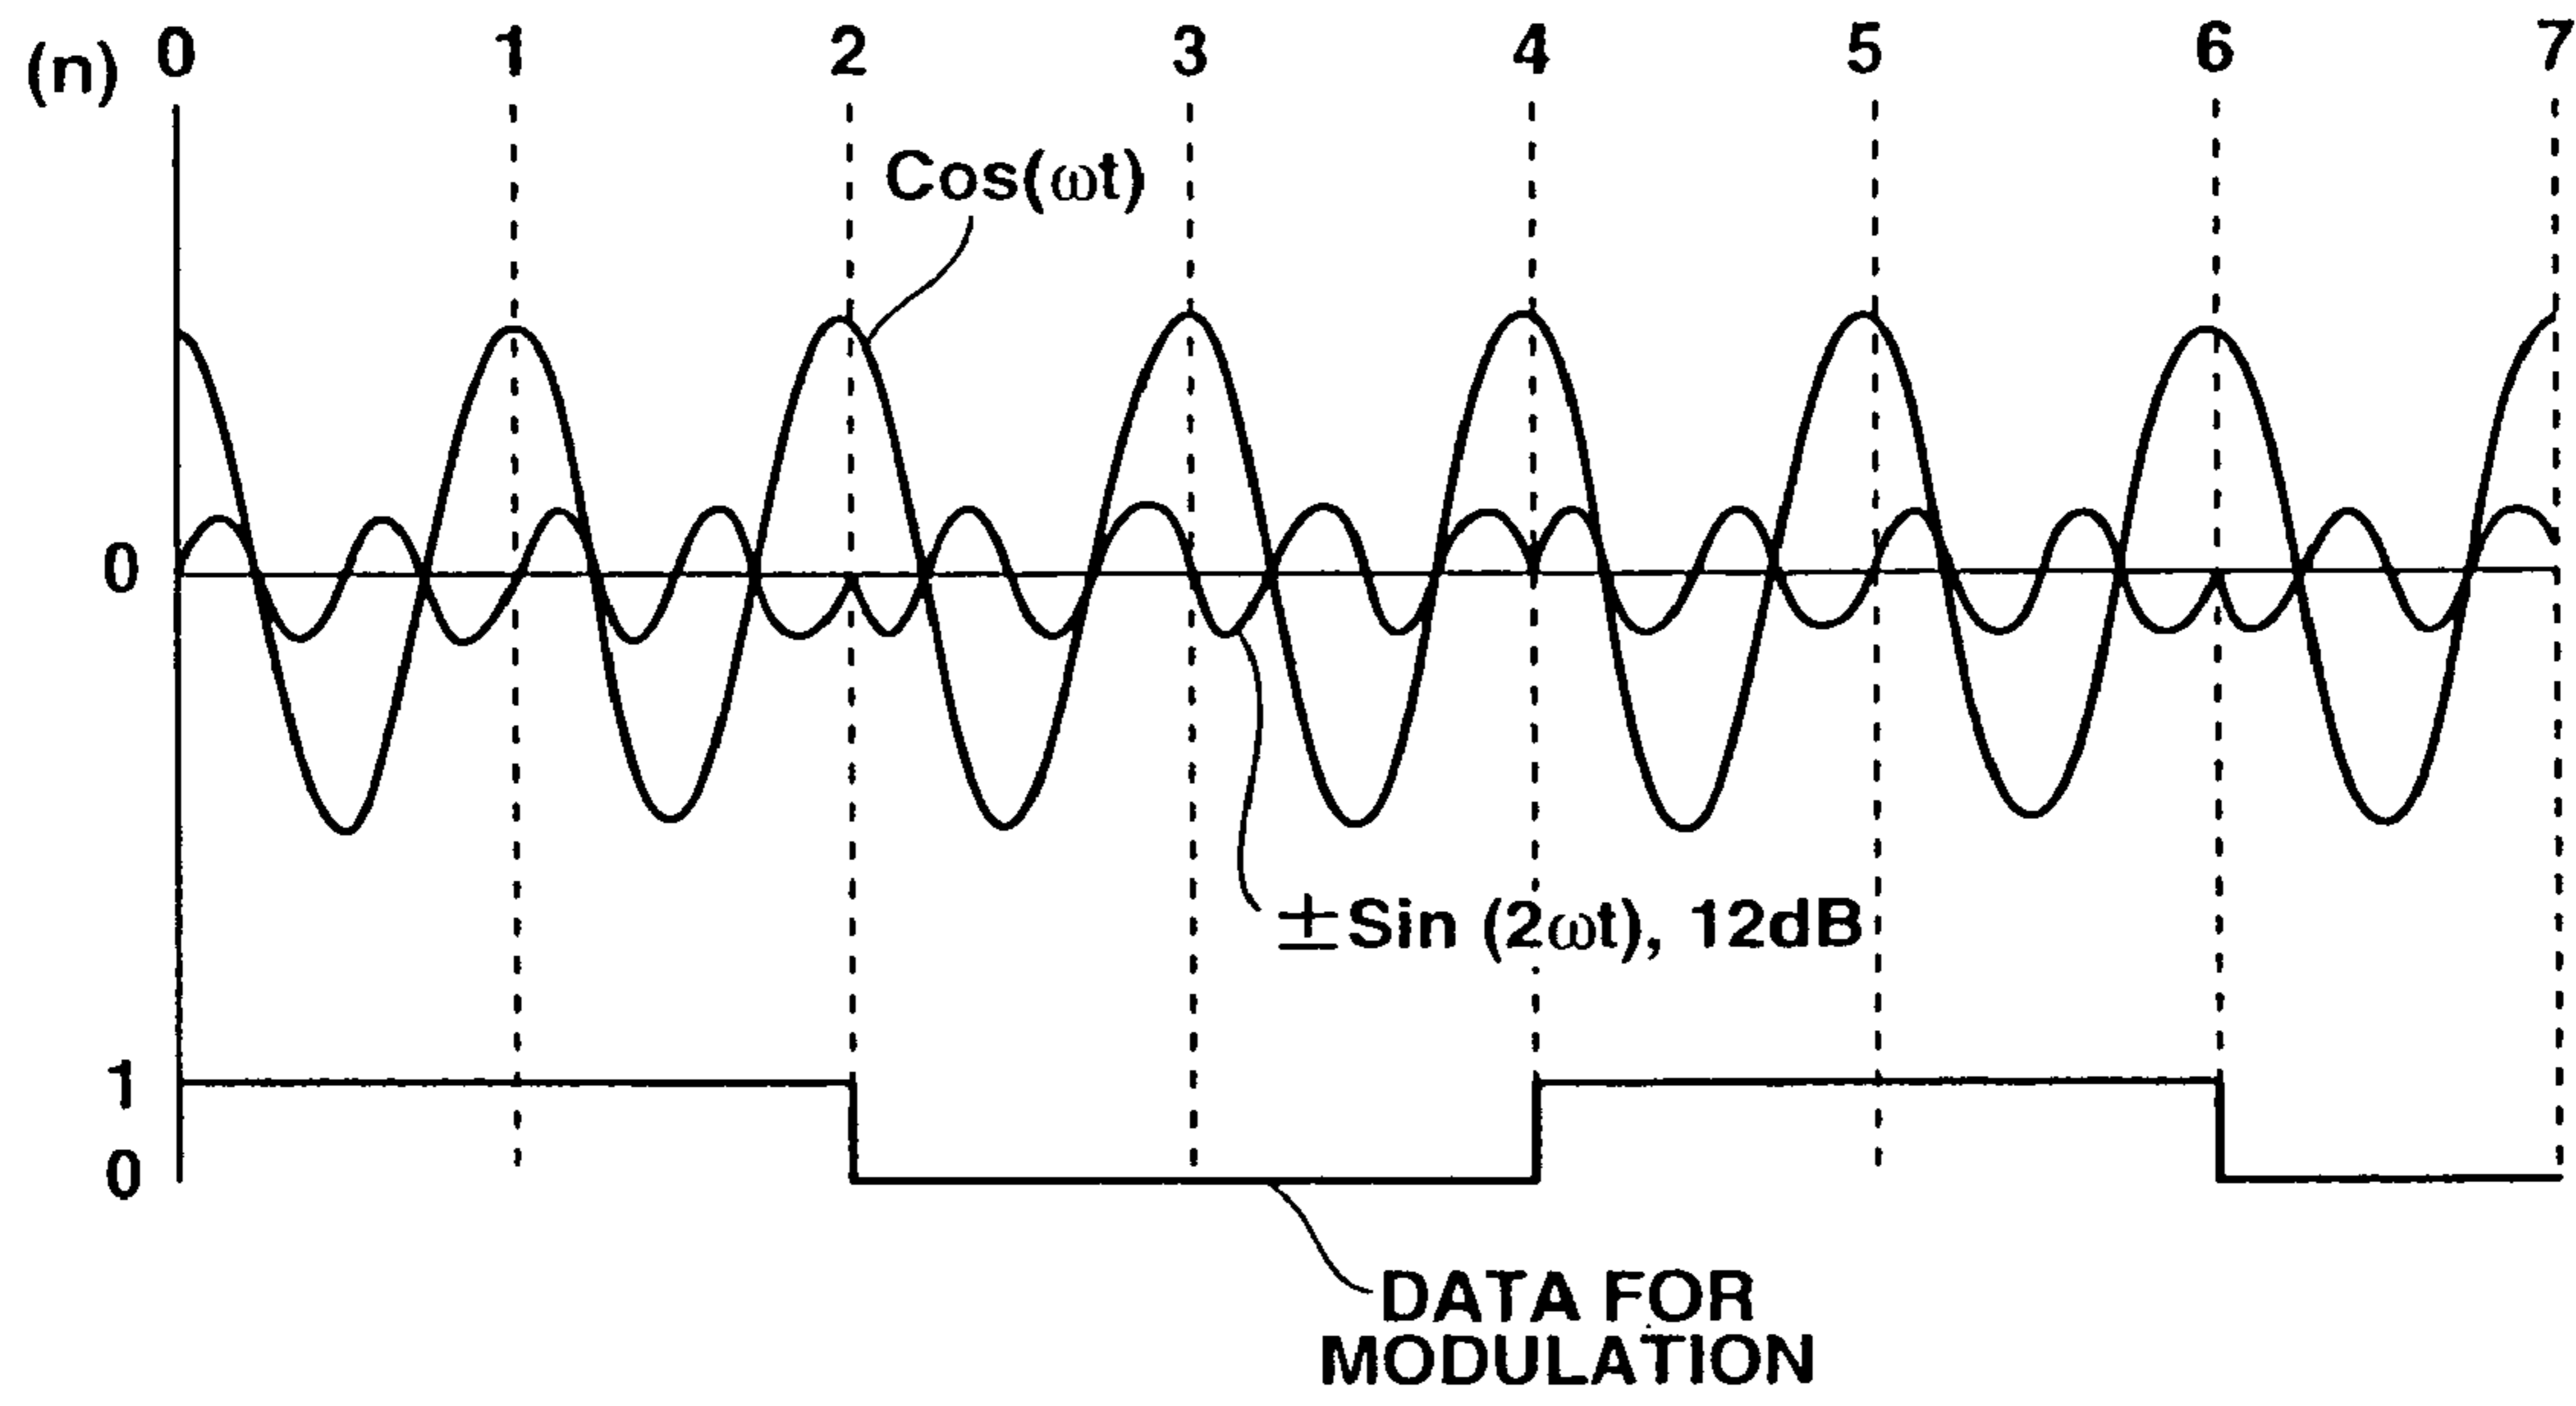 (n) 0 1 2 3 4 5 6 7
Cos(ωt)
0
±Sin (2ωt), 12dB
1
0
DATA FOR
MODULATION